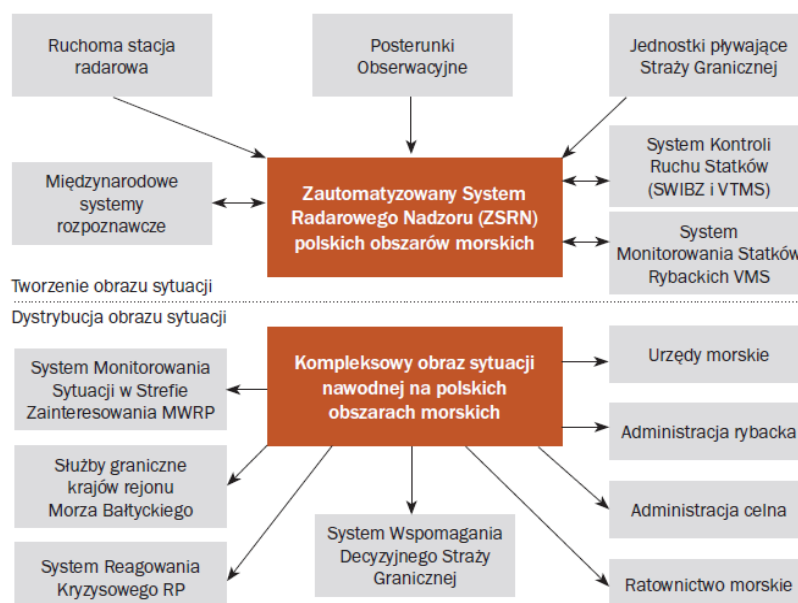 Ruchoma stacja
radarowa
Posterunki
Obserwacyjne
Jednostki pływające
Straży Granicznej
Międzynarodowe
systemy
rozpoznawcze
Zautomatyzowany System
Radarowego Nadzoru (ZSRN)
polskich obszarów morskich
System Kontroli
Ruchu Statków
(SWIBZ i VTMS)
System
Monitorowania Statków
Rybackich VMS
Tworzenie obrazu sytuacji
Dystrybucja obrazu sytuacji
System Monitorowania
Sytuacji w Strefie
Zainteresowania MWRP
Kompleksowy obraz sytuacji
nawodnej na polskich
obszarach morskich
Urzędy morskie
Administracja rybacka
Służby graniczne
krajów rejonu
Morza Bałtyckiego
Administracja celna
System Wspomagania
Decyzyjnego Straży
Granicznej
System Reagowania
Kryzysowego RP
Ratownictwo morskie